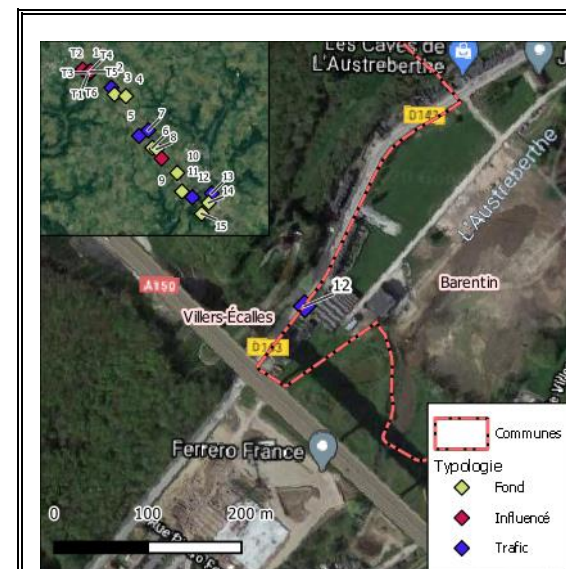 T2
1
T4
2
T3
T5
3
4
T1
T6
5
7
6
8
10
11
9
12
13
14
15
Les Caves de
L'Austreberthe
D143
L'Austreberthe
A150
12
Barentin
Villers-Écalles
D143
Ferrero France
0 100 200 m
Communes
Typologie
Fond
Influencé
Trafic